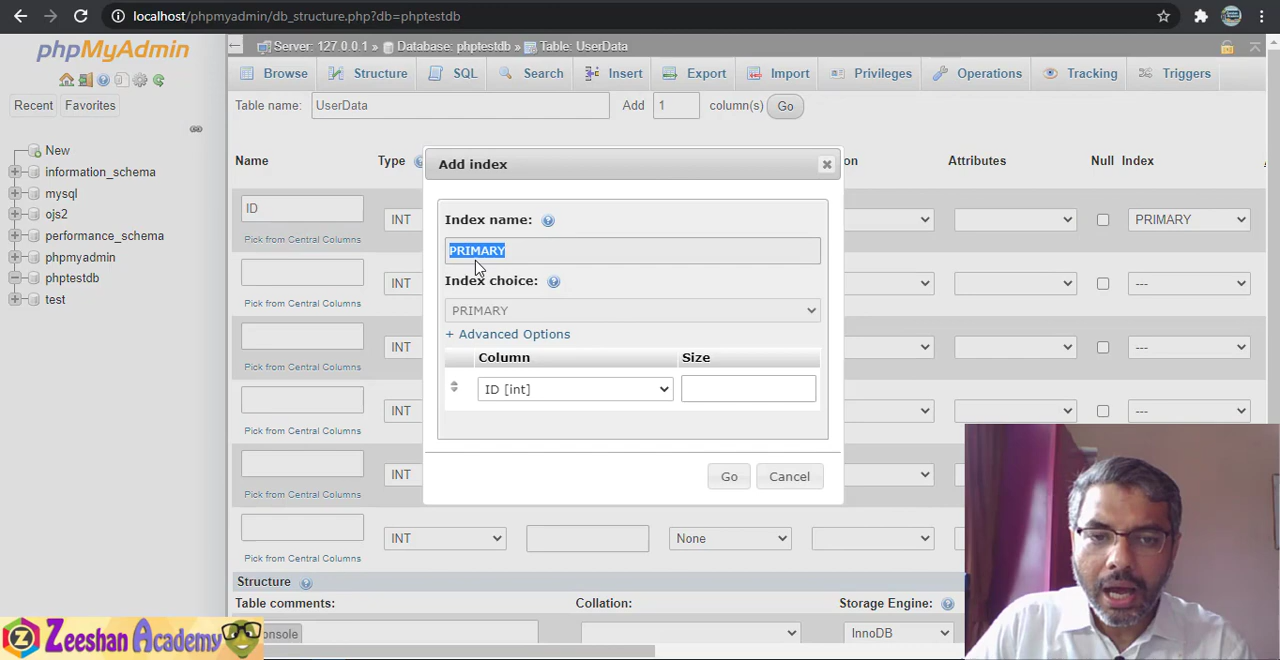 localhost/phpmyadmin/db_structure.php?db=phptestdb
phpMyAdmin
Server: 127.0.0.1 » Database: phptestdb » Table: UserData
Browse Structure SQL Search Insert Export Import Privileges Operations Tracking Triggers
Recent Favorites
Table name: UserData Add 1 column(s) Go
New
information_schema
mysql
ojs2
performance_schema
phpmyadmin
phptestdb
test
Name Type Attributes Null Index
ID INT PRIMARY
Pick from Central Columns
INT ---
Pick from Central Columns
INT ---
Pick from Central Columns
INT ---
Pick from Central Columns
INT
Pick from Central Columns
INT None
Pick from Central Columns
Add index
Index name:
PRIMARY
Index choice:
PRIMARY
+ Advanced Options
Column Size
ID [int]
Go Cancel
Structure
Table comments: Collation: Storage Engine:
InnoDB
Console
Zeeshan Academy